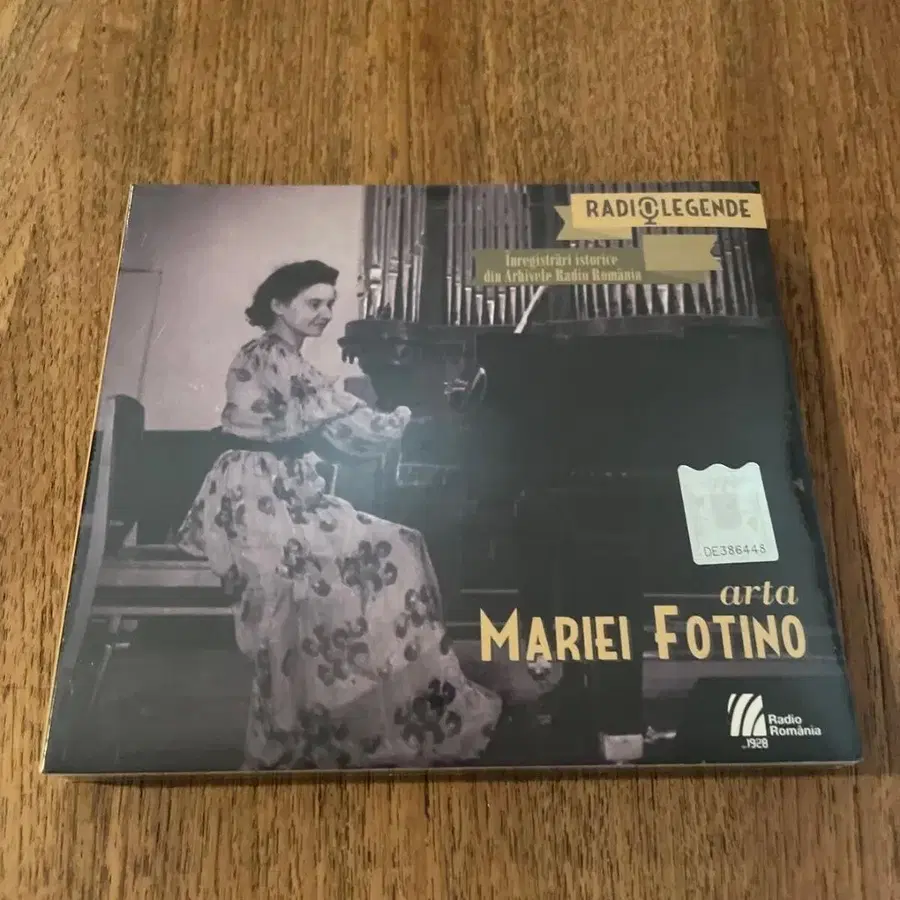 RADIOLEGENDE
Înregistrări istorice
din Arhivele Radio România
DE386448
arta
MARIEI FOTINO
Radio
România
1928